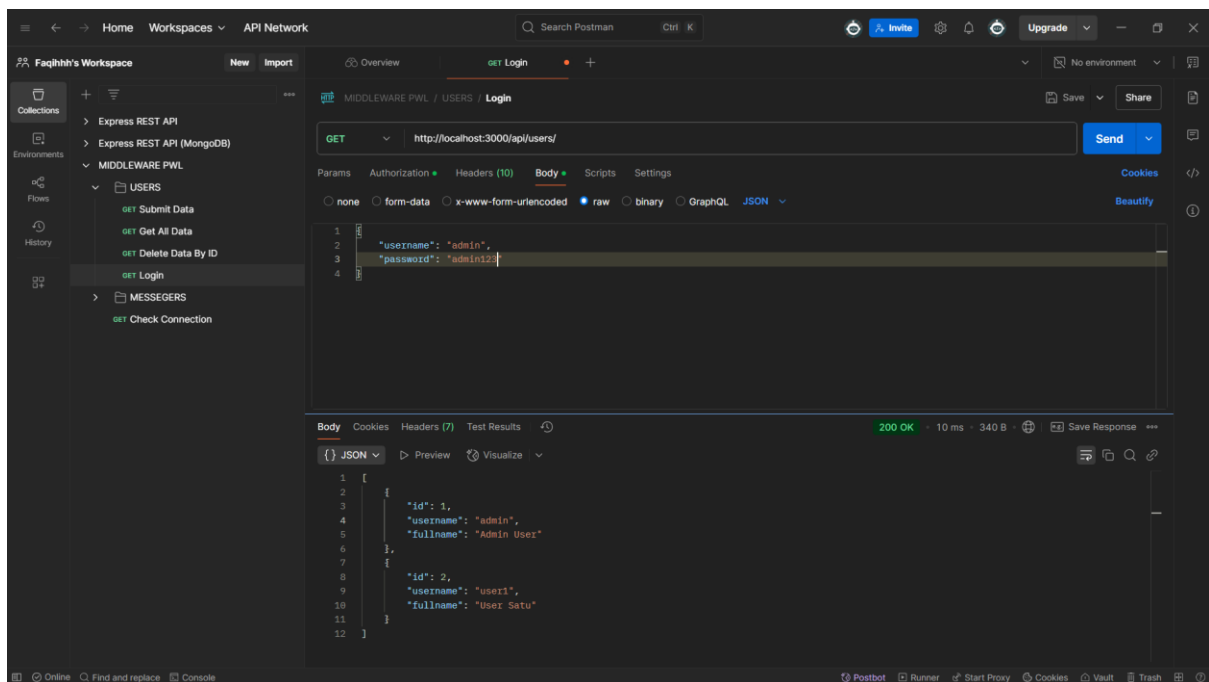 Home Workspaces API Network Search Postman Ctrl K Invite Upgrade
Faqihhh's Workspace New Import Overview GET Login No environment
Collections
Environments
Flows
History
Express REST API
Express REST API (MongoDB)
MIDDLEWARE PWL
USERS
GET Submit Data
GET Get All Data
GET Delete Data By ID
GET Login
MESSEGERS
GET Check Connection
HTTP MIDDLEWARE PWL / USERS / Login Save Share
GET http://localhost:3000/api/users/ Send
Params Authorization Headers (10) Body Scripts Settings Cookies
none form-data x-www-form-urlencoded raw binary GraphQL JSON Beautify
1 {
2 "username": "admin",
3 "password": "admin123"
4 }
Body Cookies Headers (7) Test Results 200 OK 10 ms 340 B Save Response
{} JSON Preview Visualize
1 [
2 {
3 "id": 1,
4 "username": "admin",
5 "fullname": "Admin User"
6 },
7 {
8 "id": 2,
9 "username": "user1",
10 "fullname": "User Satu"
11 }
12 ]
Online Find and replace Console Postbot Runner Start Proxy Cookies Vault Trash